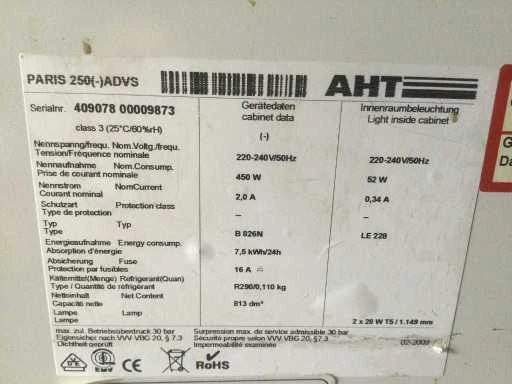 PARIS 250(-)ADVS
AHT
Serialnr. 409078 00009873
Gerätedaten
cabinet data
Innenraumbeleuchtung
Light inside cabinet
class 3 (25°C/60%rH)
(-)
Nennspanng/frequ. Nom.Voltg./frequ.
Tension/Fréquence nominale
220-240V/50Hz
220-240V/50Hz
Nennaufnahme Nom.Consump.
Prise de courant nominale
450 W
52 W
Nennstrom NomCurrent
Courant nominal
2,0 A
0,34 A
Schutzart Protection class
Type de protection
–
–
Typ Typ
Type
B 826N
LE 228
Energieaufnahme Energy consump.
Absorption d'énergie
7,5 kWh/24h
Absicherung Fuse
Protection par fusibles
16 A
Kältemittel(Menge) Refrigerant(Quan)
Type / Quantité de réfrigérant
R290/0,110 kg
Nettoinhalt Net Content
Capacité nette
813 dm³
Lampe Lamp
Lampe
2 x 28 W T5 / 1.149 mm
max. zul. Betriebsüberdruck 30 bar
Eigensicher nach VVV VBG 20, § 7.3
Dichtheit geprüft
Surpression max. de service admissible 30 bar
Sécurité propre selon VVV VBG 20, §7.3
Imperméabilité examinée
02-2009
VDE
EMV
CE
RoHS
G
Da